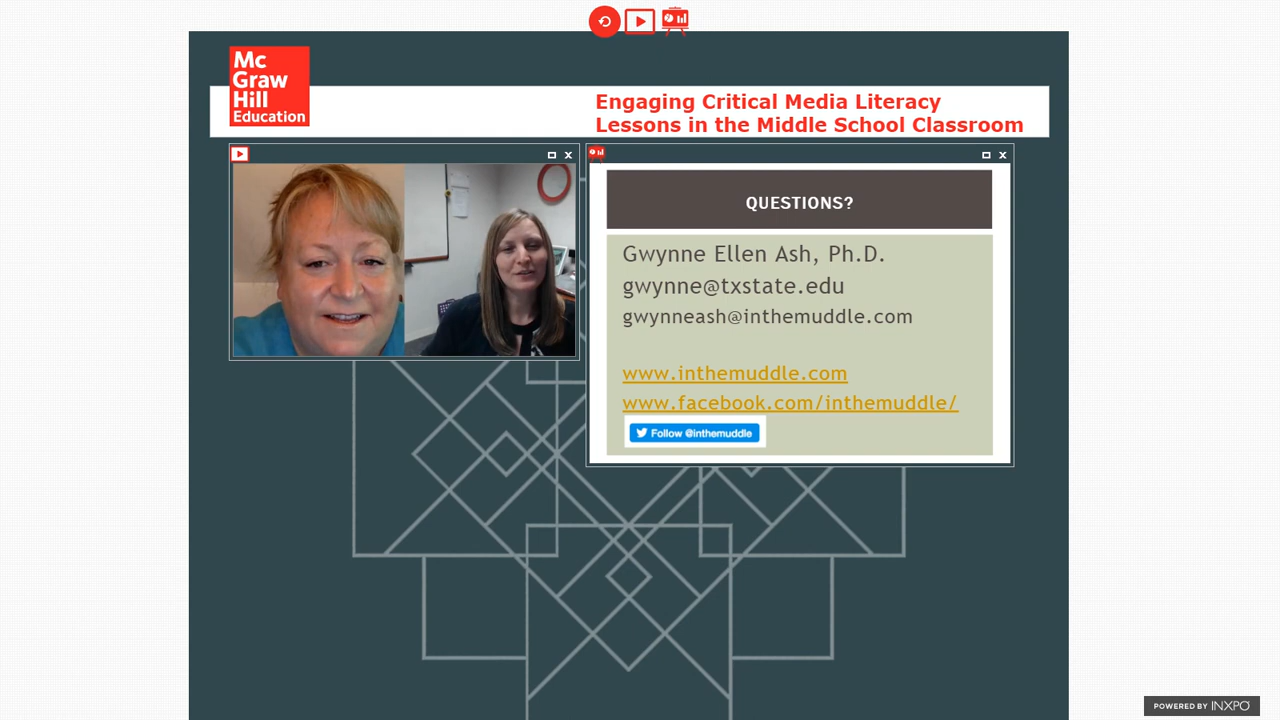 Mc
Graw
Hill
Education
Engaging Critical Media Literacy
Lessons in the Middle School Classroom
QUESTIONS?
Gwynne Ellen Ash, Ph.D.
gwynne@txstate.edu
gwynneash@inthemuddle.com
www.inthemuddle.com
www.facebook.com/inthemuddle/
Follow @inthemuddle
POWERED BY INXPO